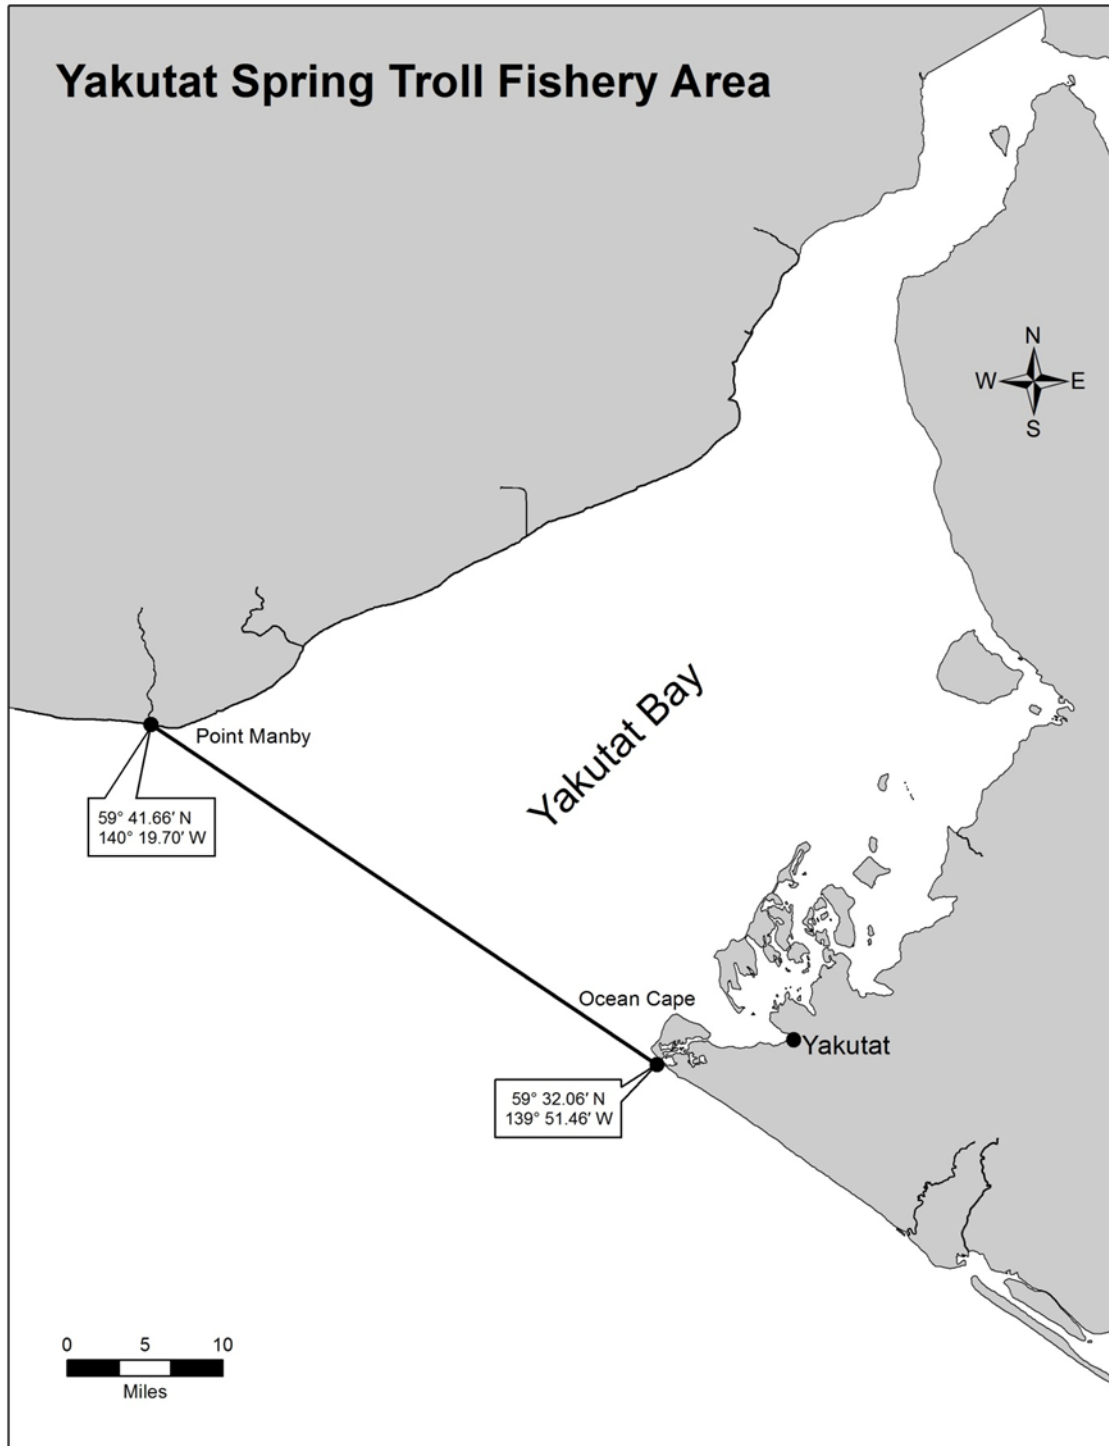 Yakutat Spring Troll Fishery Area
N
W E
S
Yakutat Bay
Point Manby
59° 41.66' N
140° 19.70' W
Ocean Cape
Yakutat
59° 32.06' N
139° 51.46' W
0 5 10
Miles